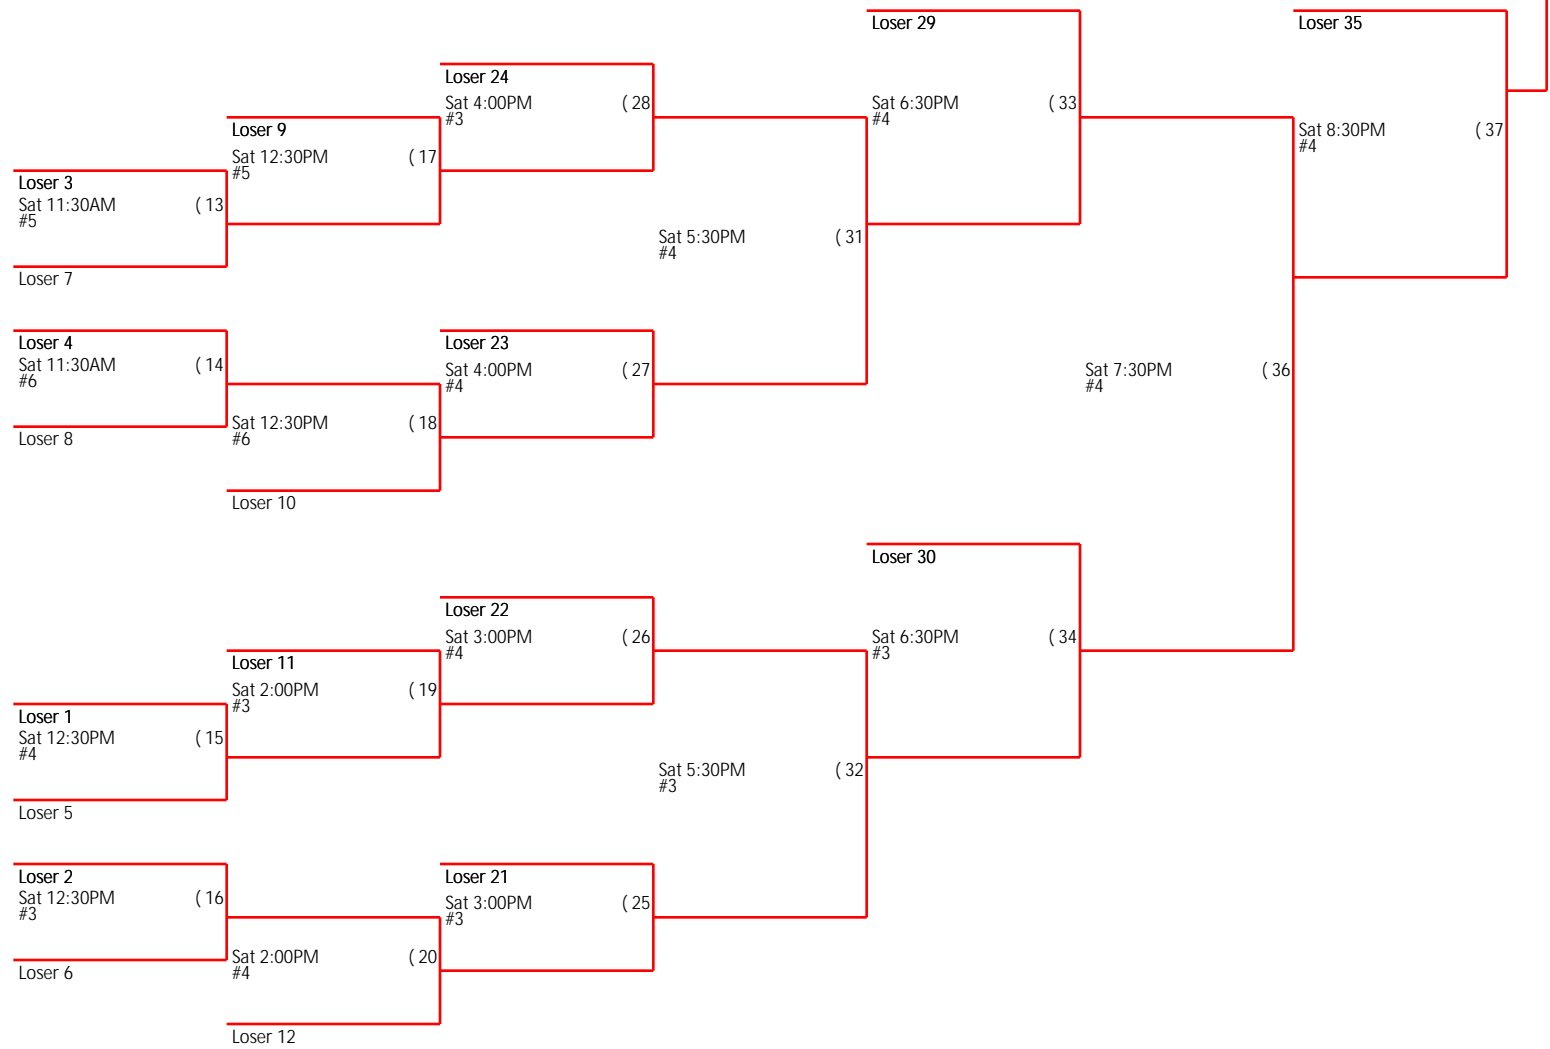 Loser 29
Loser 35
Loser 24
Sat 4:00PM ( 28
#3
Sat 6:30PM ( 33
#4
Loser 9
Sat 12:30PM ( 17
#5
Sat 8:30PM ( 37
#4
Loser 3
Sat 11:30AM ( 13
#5
Sat 5:30PM ( 31
#4
Loser 7
Loser 4
Sat 11:30AM ( 14
#6
Loser 23
Sat 4:00PM ( 27
#4
Sat 7:30PM ( 36
#4
Loser 8
Sat 12:30PM ( 18
#6
Loser 10
Loser 30
Loser 22
Sat 3:00PM ( 26
#4
Sat 6:30PM ( 34
#3
Loser 11
Sat 2:00PM ( 19
#3
Loser 1
Sat 12:30PM ( 15
#4
Sat 5:30PM ( 32
#3
Loser 5
Loser 2
Sat 12:30PM ( 16
#3
Loser 21
Sat 3:00PM ( 25
#3
Loser 6
Sat 2:00PM ( 20
#4
Loser 12